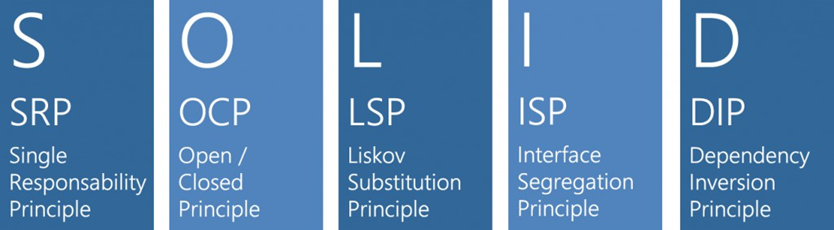 S
SRP
Single
Responsability
Principle
O
OCP
Open /
Closed
Principle
L
LSP
Liskov
Substitution
Principle
I
ISP
Interface
Segregation
Principle
D
DIP
Dependency
Inversion
Principle